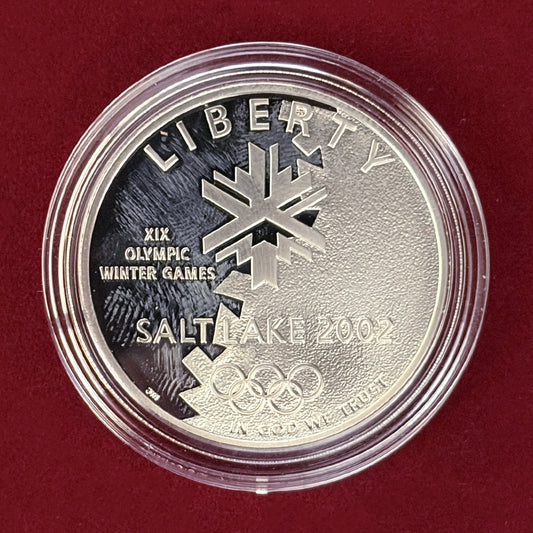 LIBERTY
XIX
OLYMPIC
WINTER GAMES
SALT LAKE 2002
IN GOD WE TRUST